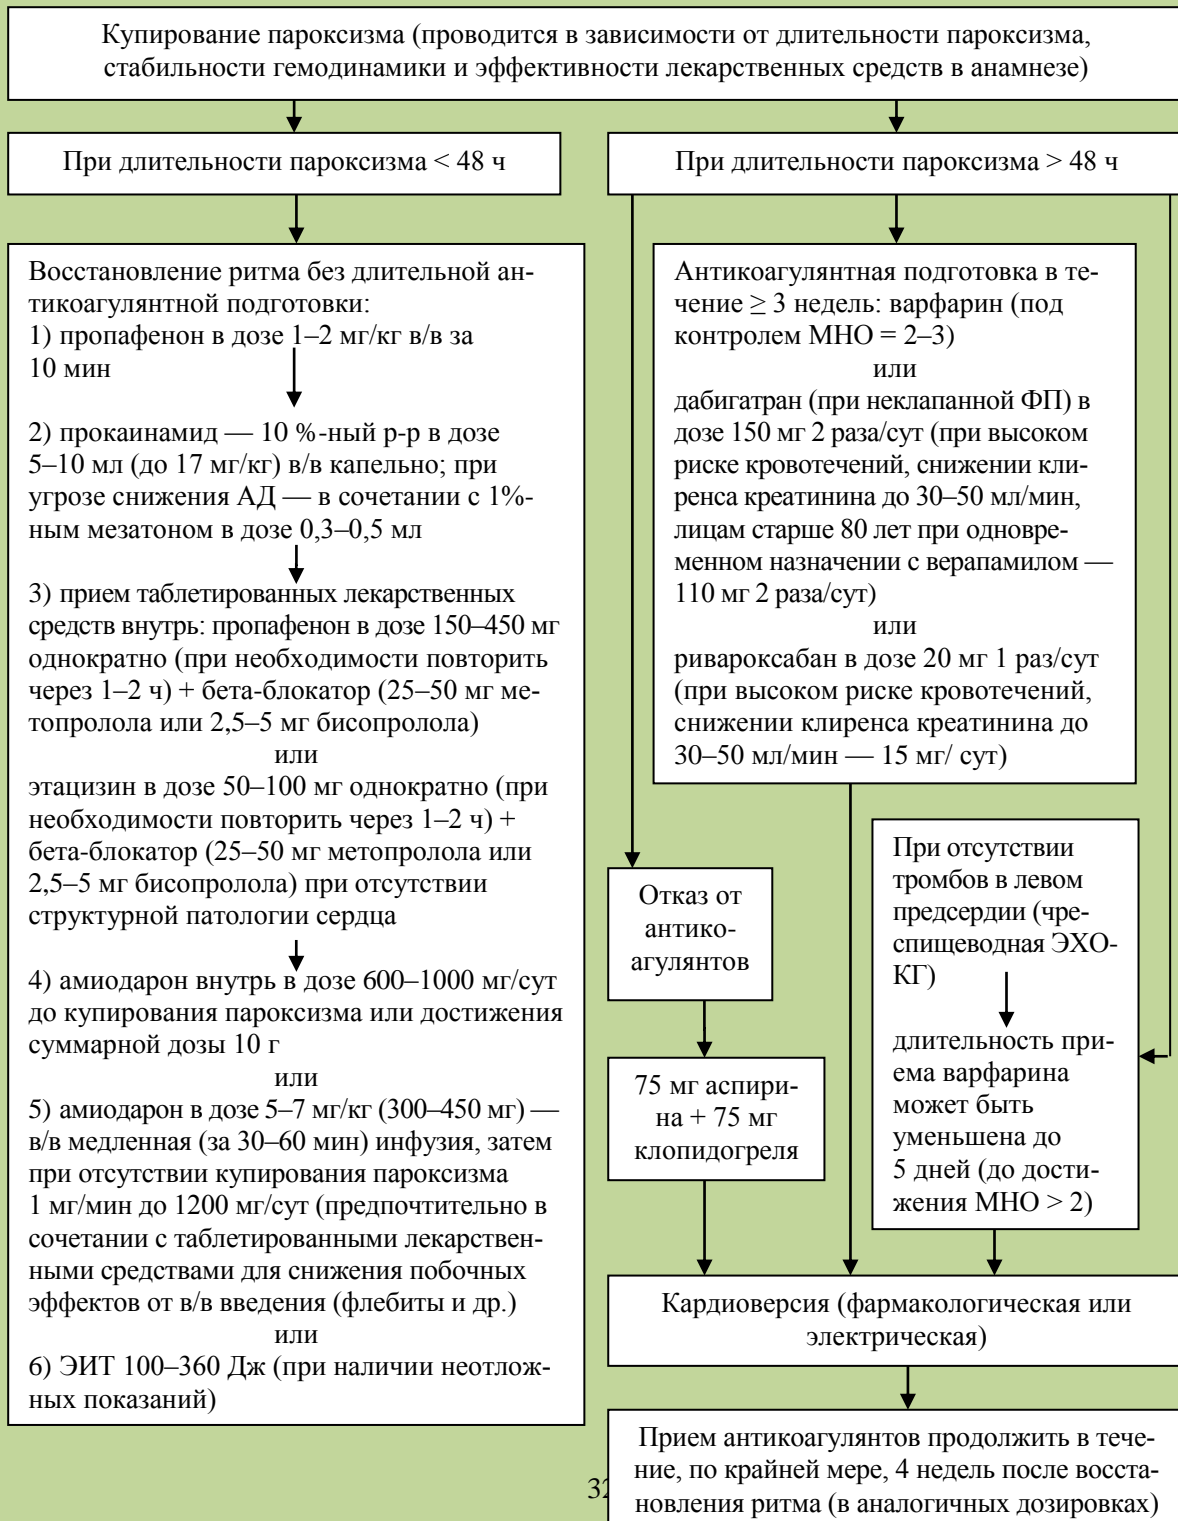 Купирование пароксизма (проводится в зависимости от длительности пароксизма,
стабильности гемодинамики и эффективности лекарственных средств в анамнезе)
При длительности пароксизма < 48 ч
При длительности пароксизма > 48 ч
Восстановление ритма без длительной ан-
тикоагулянтной подготовки:
1) пропафенон в дозе 1–2 мг/кг в/в за
10 мин
2) прокаинамид — 10 %-ный р-р в дозе
5–10 мл (до 17 мг/кг) в/в капельно; при
угрозе снижения АД — в сочетании с 1%-
ным мезатоном в дозе 0,3–0,5 мл
3) прием таблетированных лекарственных
средств внутрь: пропафенон в дозе 150–450 мг
однократно (при необходимости повторить
через 1–2 ч) + бета-блокатор (25–50 мг ме-
топролола или 2,5–5 мг бисопролола)
или
этацизин в дозе 50–100 мг однократно (при
необходимости повторить через 1–2 ч) +
бета-блокатор (25–50 мг метопролола или
2,5–5 мг бисопролола) при отсутствии
структурной патологии сердца
4) амиодарон внутрь в дозе 600–1000 мг/сут
до купирования пароксизма или достижения
суммарной дозы 10 г
или
5) амиодарон в дозе 5–7 мг/кг (300–450 мг) —
в/в медленная (за 30–60 мин) инфузия, затем
при отсутствии купирования пароксизма
1 мг/мин до 1200 мг/сут (предпочтительно в
сочетании с таблетированными лекарствен-
ными средствами для снижения побочных
эффектов от в/в введения (флебиты и др.)
или
6) ЭИТ 100–360 Дж (при наличии неотлож-
ных показаний)
Антикоагулянтная подготовка в те-
чение ≥ 3 недель: варфарин (под
контролем МНО = 2–3)
или
дабигатран (при неклапанной ФП) в
дозе 150 мг 2 раза/сут (при высоком
риске кровотечений, снижении кли-
ренса креатинина до 30–50 мл/мин,
лицам старше 80 лет при одновре-
менном назначении с верапамилом —
110 мг 2 раза/сут)
или
ривароксабан в дозе 20 мг 1 раз/сут
(при высоком риске кровотечений,
снижении клиренса креатинина до
30–50 мл/мин — 15 мг/ сут)
Отказ от
антико-
агулянтов
75 мг аспири-
на + 75 мг
клопидогреля
При отсутствии
тромбов в левом
предсердии (чре-
спищеводная ЭХО-
КГ)
длительность при-
ема варфарина
может быть
уменьшена до
5 дней (до дости-
жения МНО > 2)
Кардиоверсия (фармакологическая или
электрическая)
Прием антикоагулянтов продолжить в тече-
ние, по крайней мере, 4 недель после восста-
новления ритма (в аналогичных дозировках)
32